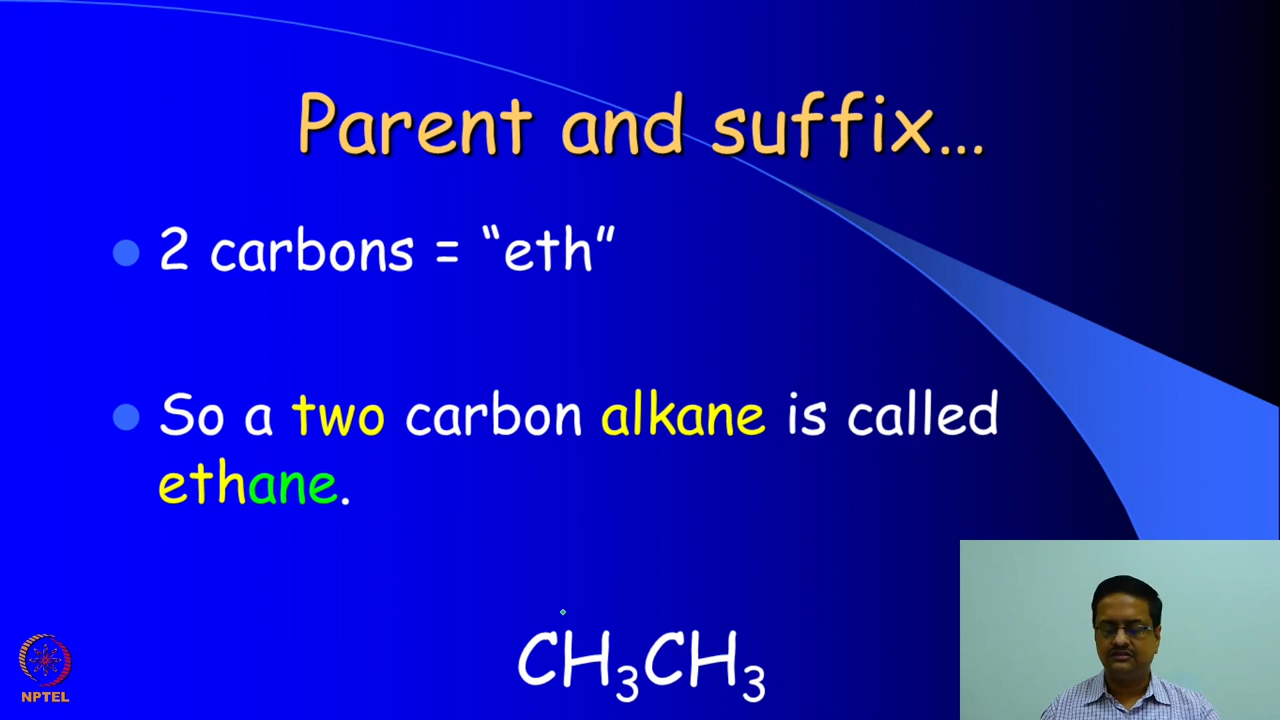 Parent and suffix...
2 carbons = “eth”
So a two carbon alkane is called
ethane.
CH₃CH₃
NPTEL